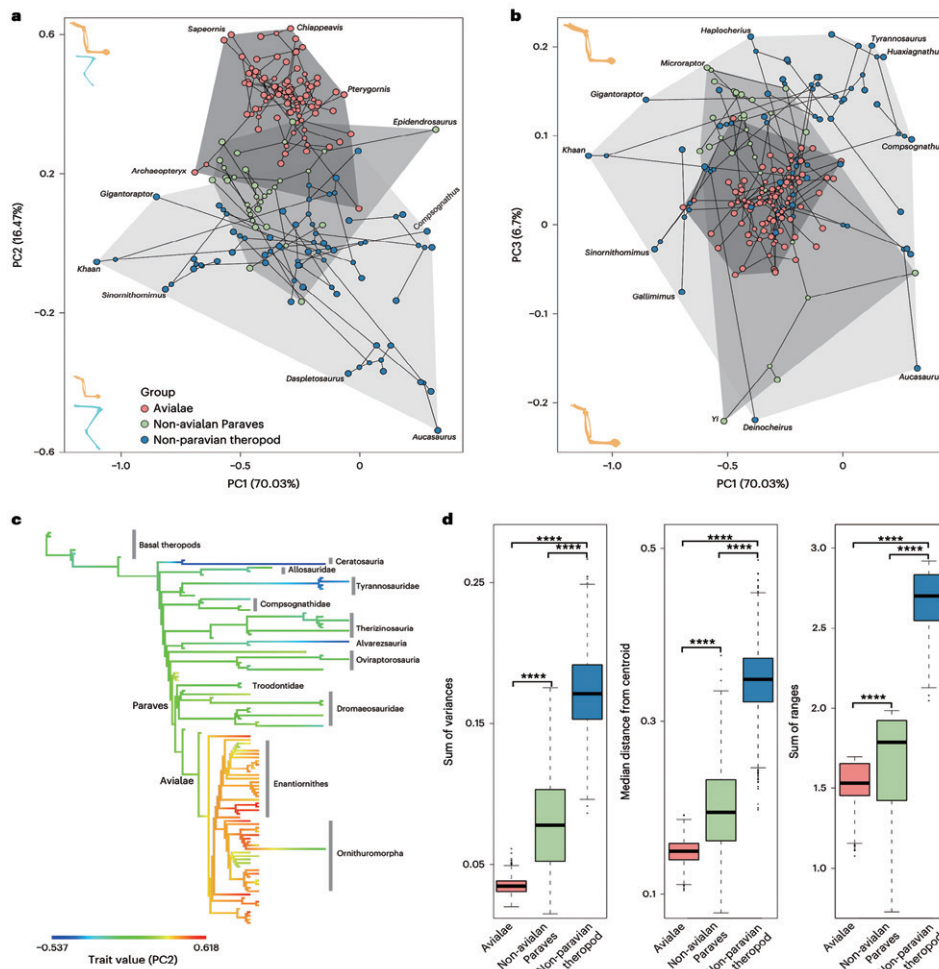 a
0.6
0.2
−0.2
−0.6
PC2 (16.47%)
−1.0
−0.5
0
PC1 (70.03%)
Sapeornis
Chiappeavis
Pterygornis
Epidendrosaurus
Archaeopteryx
Gigantoraptor
Compsognathus
Khaan
Sinornithomimus
Daspletosaurus
Aucasaurus
Group
Avialae
Non-avialan Paraves
Non-paravian theropod
b
0.2
0.1
0
−0.1
−0.2
PC3 (6.7%)
−1.0
−0.5
0
PC1 (70.03%)
Haplocherius
Tyrannosaurus
Huaxiagnathu
Microraptor
Gigantoraptor
Khaan
Compsognathu
Sinornithomimus
Gallimimus
Aucasauru
Yi
Deinocheirus
c
Basal theropods
Ceratosauria
Allosauridae
Tyrannosauridae
Compsognathidae
Therizinosauria
Alvarezsauria
Oviraptorosauria
Troodontidae
Paraves
Dromaeosauridae
Avialae
Enantiornithes
Ornithuromorpha
−0.537
0.618
Trait value (PC2)
d
Sum of variances
0.25
0.15
0.05
****
****
****
Avialae
Non-avialan
Paraves
Non-paravian
theropod
Median distance from centroid
0.5
0.3
0.1
****
****
****
Avialae
Non-avialan
Paraves
Non-paravian
theropod
Sum of ranges
3.0
2.5
2.0
1.5
1.0
****
****
****
Avialae
Non-avialan
Paraves
Non-paravian
theropod